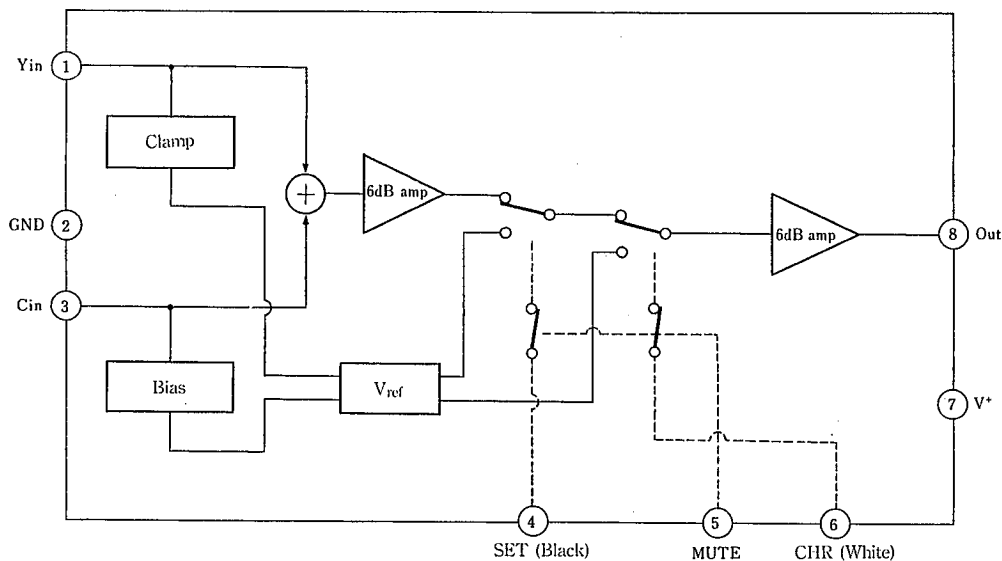 Yin 1
Clamp
6dB amp
GND 2
6dB amp
8 Out
Cin 3
Bias
Vref
7 V⁺
4
5
6
SET (Black)
MUTE
CHR (White)